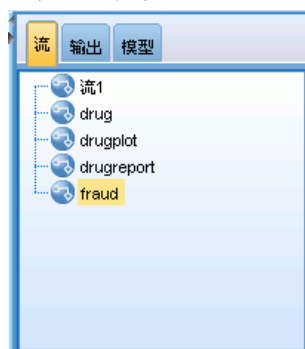 流 输出 模型
流1
drug
drugplot
drugreport
fraud